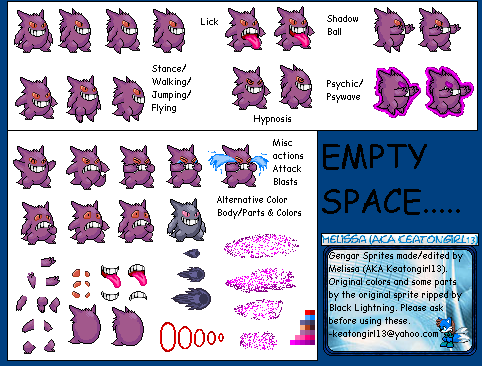 Lick
Shadow
Ball
Stance/
Walking/
Jumping/
Flying
Hypnosis
Psychic/
Psywave
Misc
actions
Attack
Blasts
Alternative Color
Body/Parts & Colors
EMPTY
SPACE.....
MELISSA (AKA KEATONGIRL13)
Gengar Sprites made/edited by
Melissa (AKA Keatongirl13).
Original colors and some parts
by the original sprite ripped by
Black Lightning. Please ask
before using these.
-keatongirl13@yahoo.com